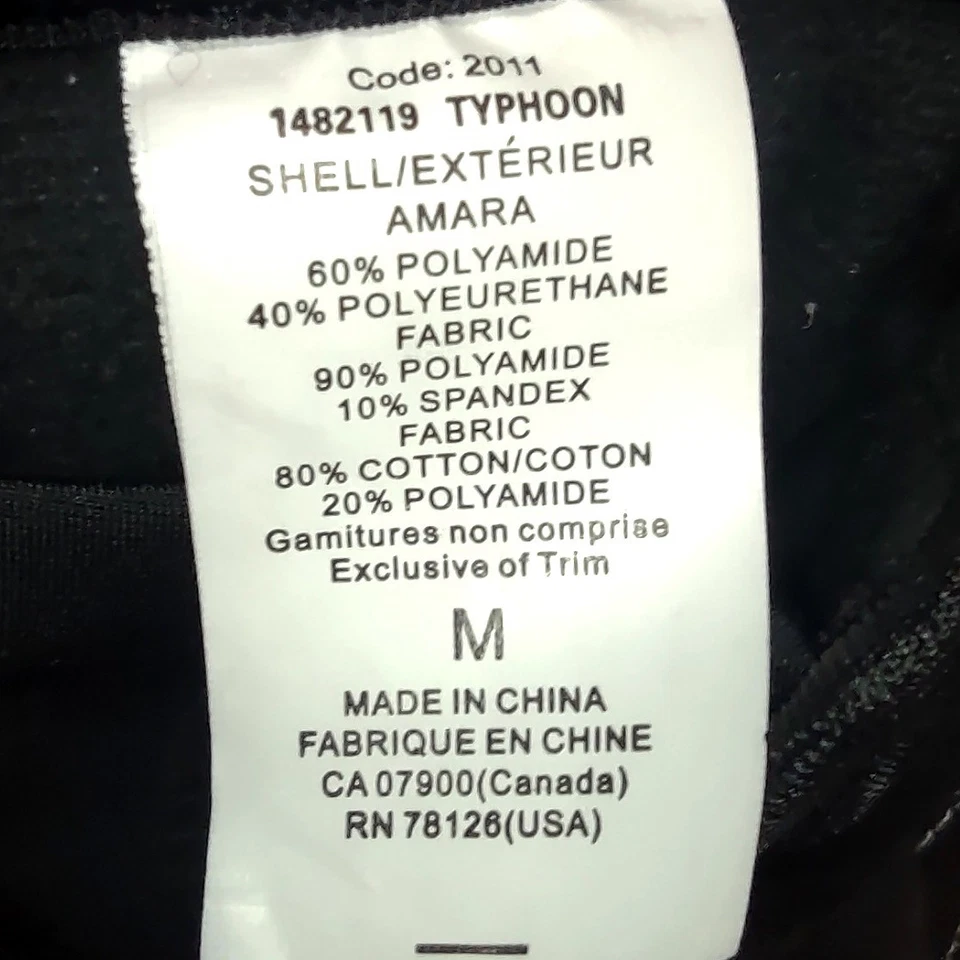 Code: 2011
1482119 TYPHOON
SHELL/EXTÉRIEUR
AMARA
60% POLYAMIDE
40% POLYEURETHANE
FABRIC
90% POLYAMIDE
10% SPANDEX
FABRIC
80% COTTON/COTON
20% POLYAMIDE
Gamitures non comprise
Exclusive of Trim
M
MADE IN CHINA
FABRIQUE EN CHINE
CA 07900(Canada)
RN 78126(USA)